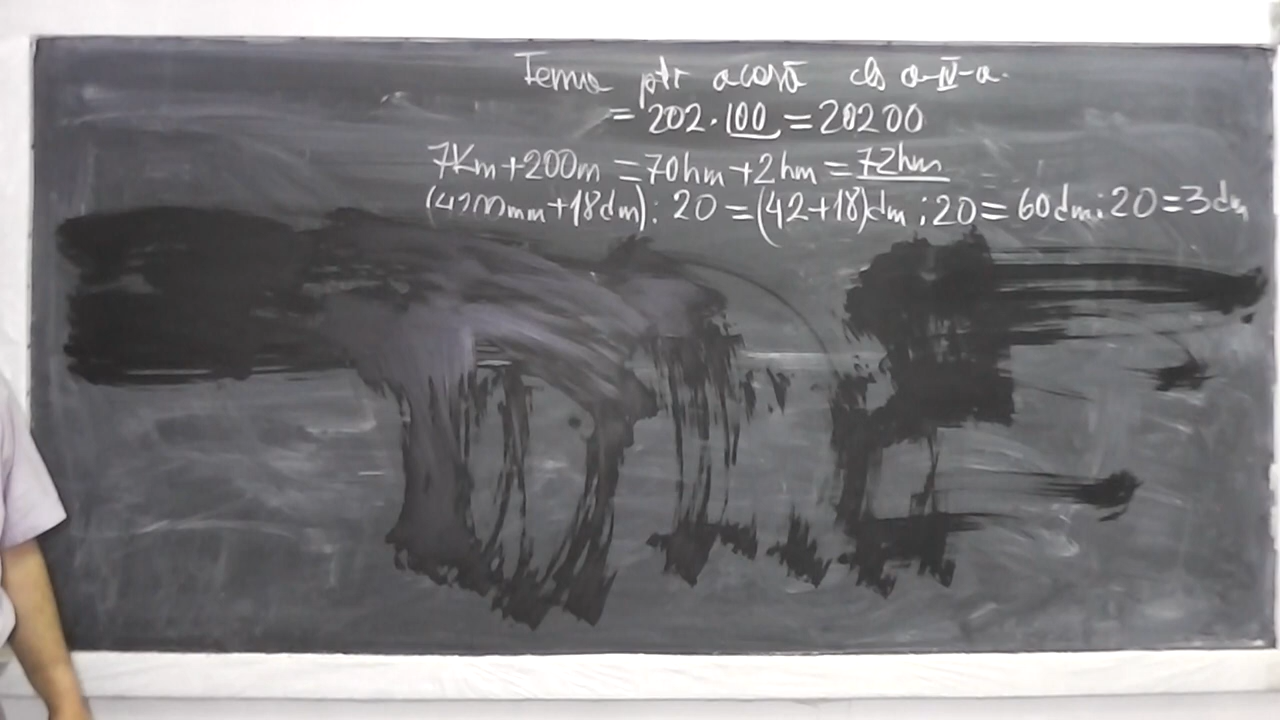 Tema ptr acasă cls a-IV-a.
= 202 · 100 = 20200
7Km + 200m = 70hm + 2hm = 72hm
(4200mm + 18dm) : 20 = (42 + 18)dm : 20 = 60dm : 20 = 3dm